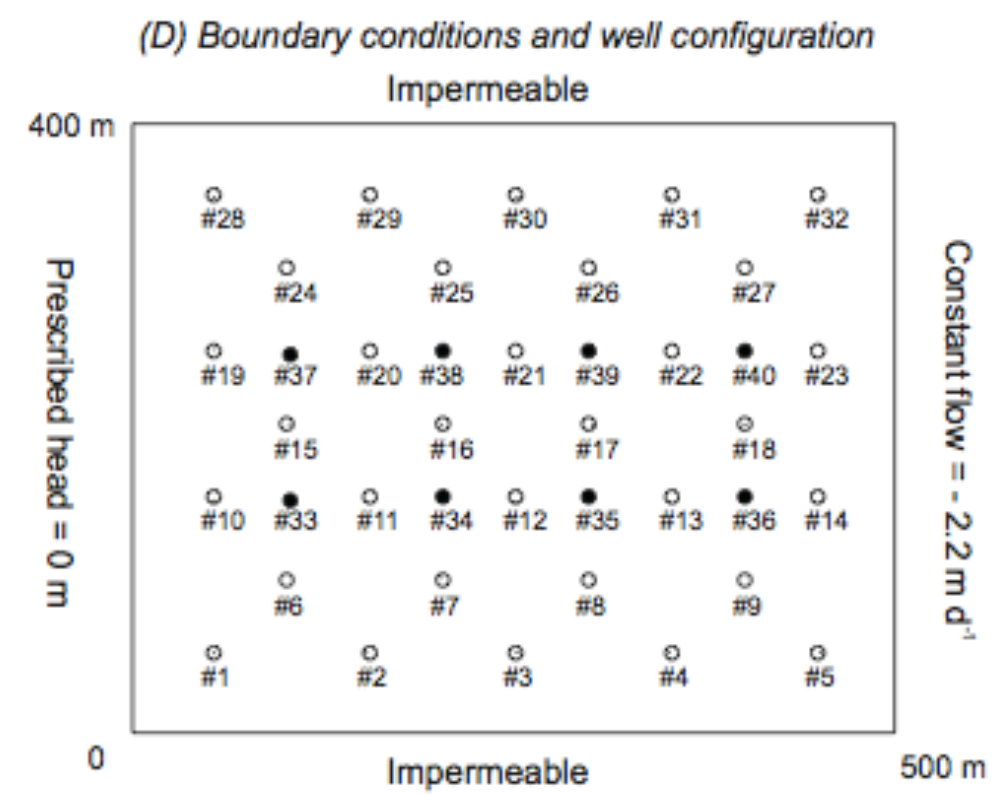 (D) Boundary conditions and well configuration
Impermeable
400 m
#28 #29 #30 #31 #32
#24 #25 #26 #27
#19 #37 #20 #38 #21 #39 #22 #40 #23
#15 #16 #17 #18
#10 #33 #11 #34 #12 #35 #13 #36 #14
#6 #7 #8 #9
#1 #2 #3 #4 #5
Prescribed head = 0 m
Constant flow = - 2.2 m d⁻¹
0
Impermeable
500 m